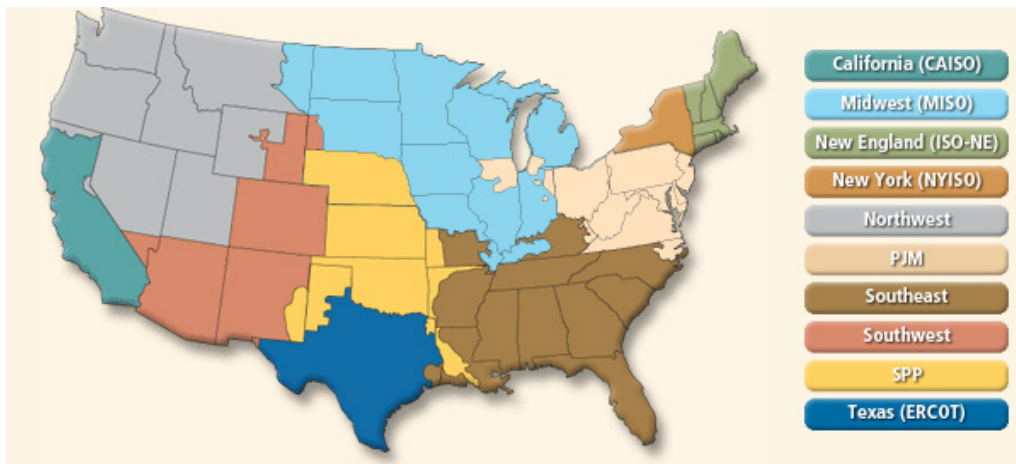 California (CAISO)
Midwest (MISO)
New England (ISO-NE)
New York (NYISO)
Northwest
PJM
Southeast
Southwest
SPP
Texas (ERCOT)